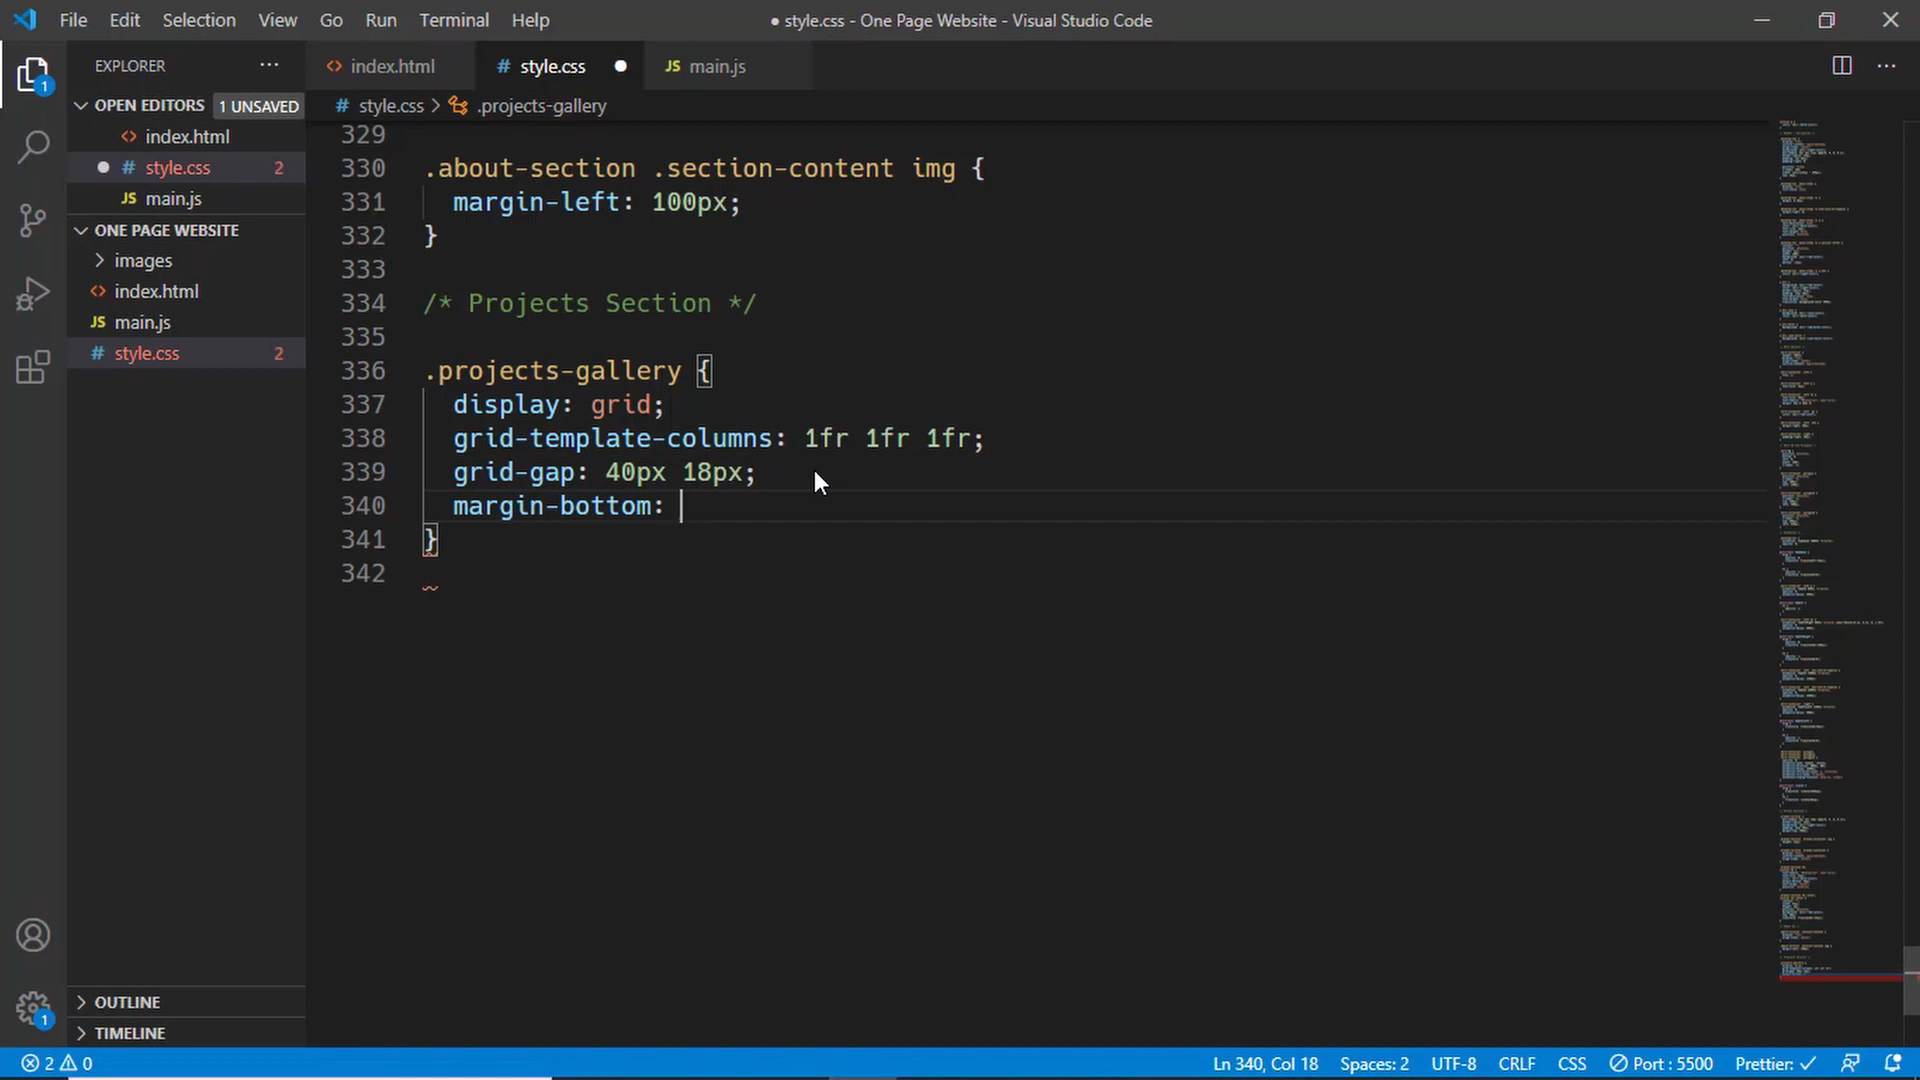 File Edit Selection View Go Run Terminal Help
● style.css - One Page Website - Visual Studio Code
EXPLORER
OPEN EDITORS 1 UNSAVED
index.html
style.css 2
JS main.js
ONE PAGE WEBSITE
images
index.html
JS main.js
# style.css 2
OUTLINE
TIMELINE
index.html # style.css JS main.js
# style.css > .projects-gallery
329
330 .about-section .section-content img {
331 margin-left: 100px;
332 }
333
334 /* Projects Section */
335
336 .projects-gallery {
337 display: grid;
338 grid-template-columns: 1fr 1fr 1fr;
339 grid-gap: 40px 18px;
340 margin-bottom:
341 }
342
1
1
2 0 Ln 340, Col 18 Spaces: 2 UTF-8 CRLF CSS Port : 5500 Prettier: ✓